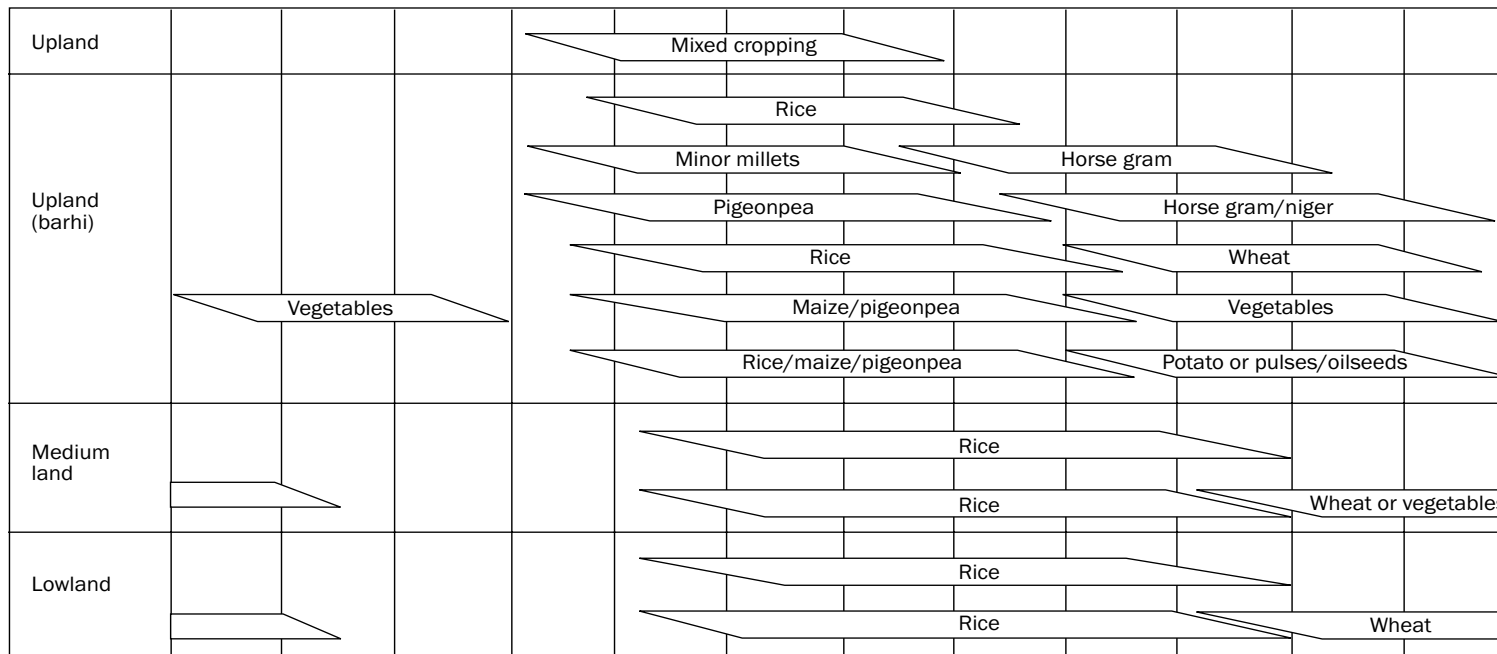 Upland
Mixed cropping
Upland
(barhi)
Rice
Minor millets
Horse gram
Pigeonpea
Horse gram/niger
Rice
Wheat
Vegetables
Maize/pigeonpea
Vegetables
Rice/maize/pigeonpea
Potato or pulses/oilseeds
Medium
land
Rice
Rice
Wheat or vegetables
Lowland
Rice
Rice
Wheat